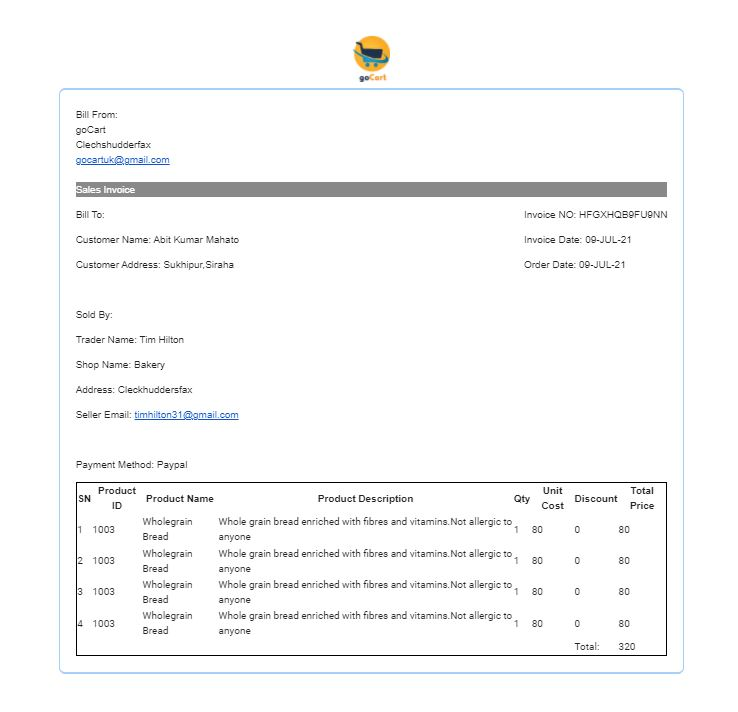 goCart
Bill From:
goCart
Clechshudderfax
gocartuk@gmail.com
Sales Invoice
Bill To:
Invoice NO: HFGXHQB9FU9NN
Customer Name: Abit Kumar Mahato
Invoice Date: 09-JUL-21
Customer Address: Sukhipur,Siraha
Order Date: 09-JUL-21
Sold By:
Trader Name: Tim Hilton
Shop Name: Bakery
Address: Cleckhuddersfax
Seller Email: timhilton31@gmail.com
Payment Method: Paypal
SN Product ID Product Name Product Description Qty Unit Cost Discount Total Price
1 1003 Wholegrain Bread Whole grain bread enriched with fibres and vitamins.Not allergic to anyone 1 80 0 80
2 1003 Wholegrain Bread Whole grain bread enriched with fibres and vitamins.Not allergic to anyone 1 80 0 80
3 1003 Wholegrain Bread Whole grain bread enriched with fibres and vitamins.Not allergic to anyone 1 80 0 80
4 1003 Wholegrain Bread Whole grain bread enriched with fibres and vitamins.Not allergic to anyone 1 80 0 80
Total: 320